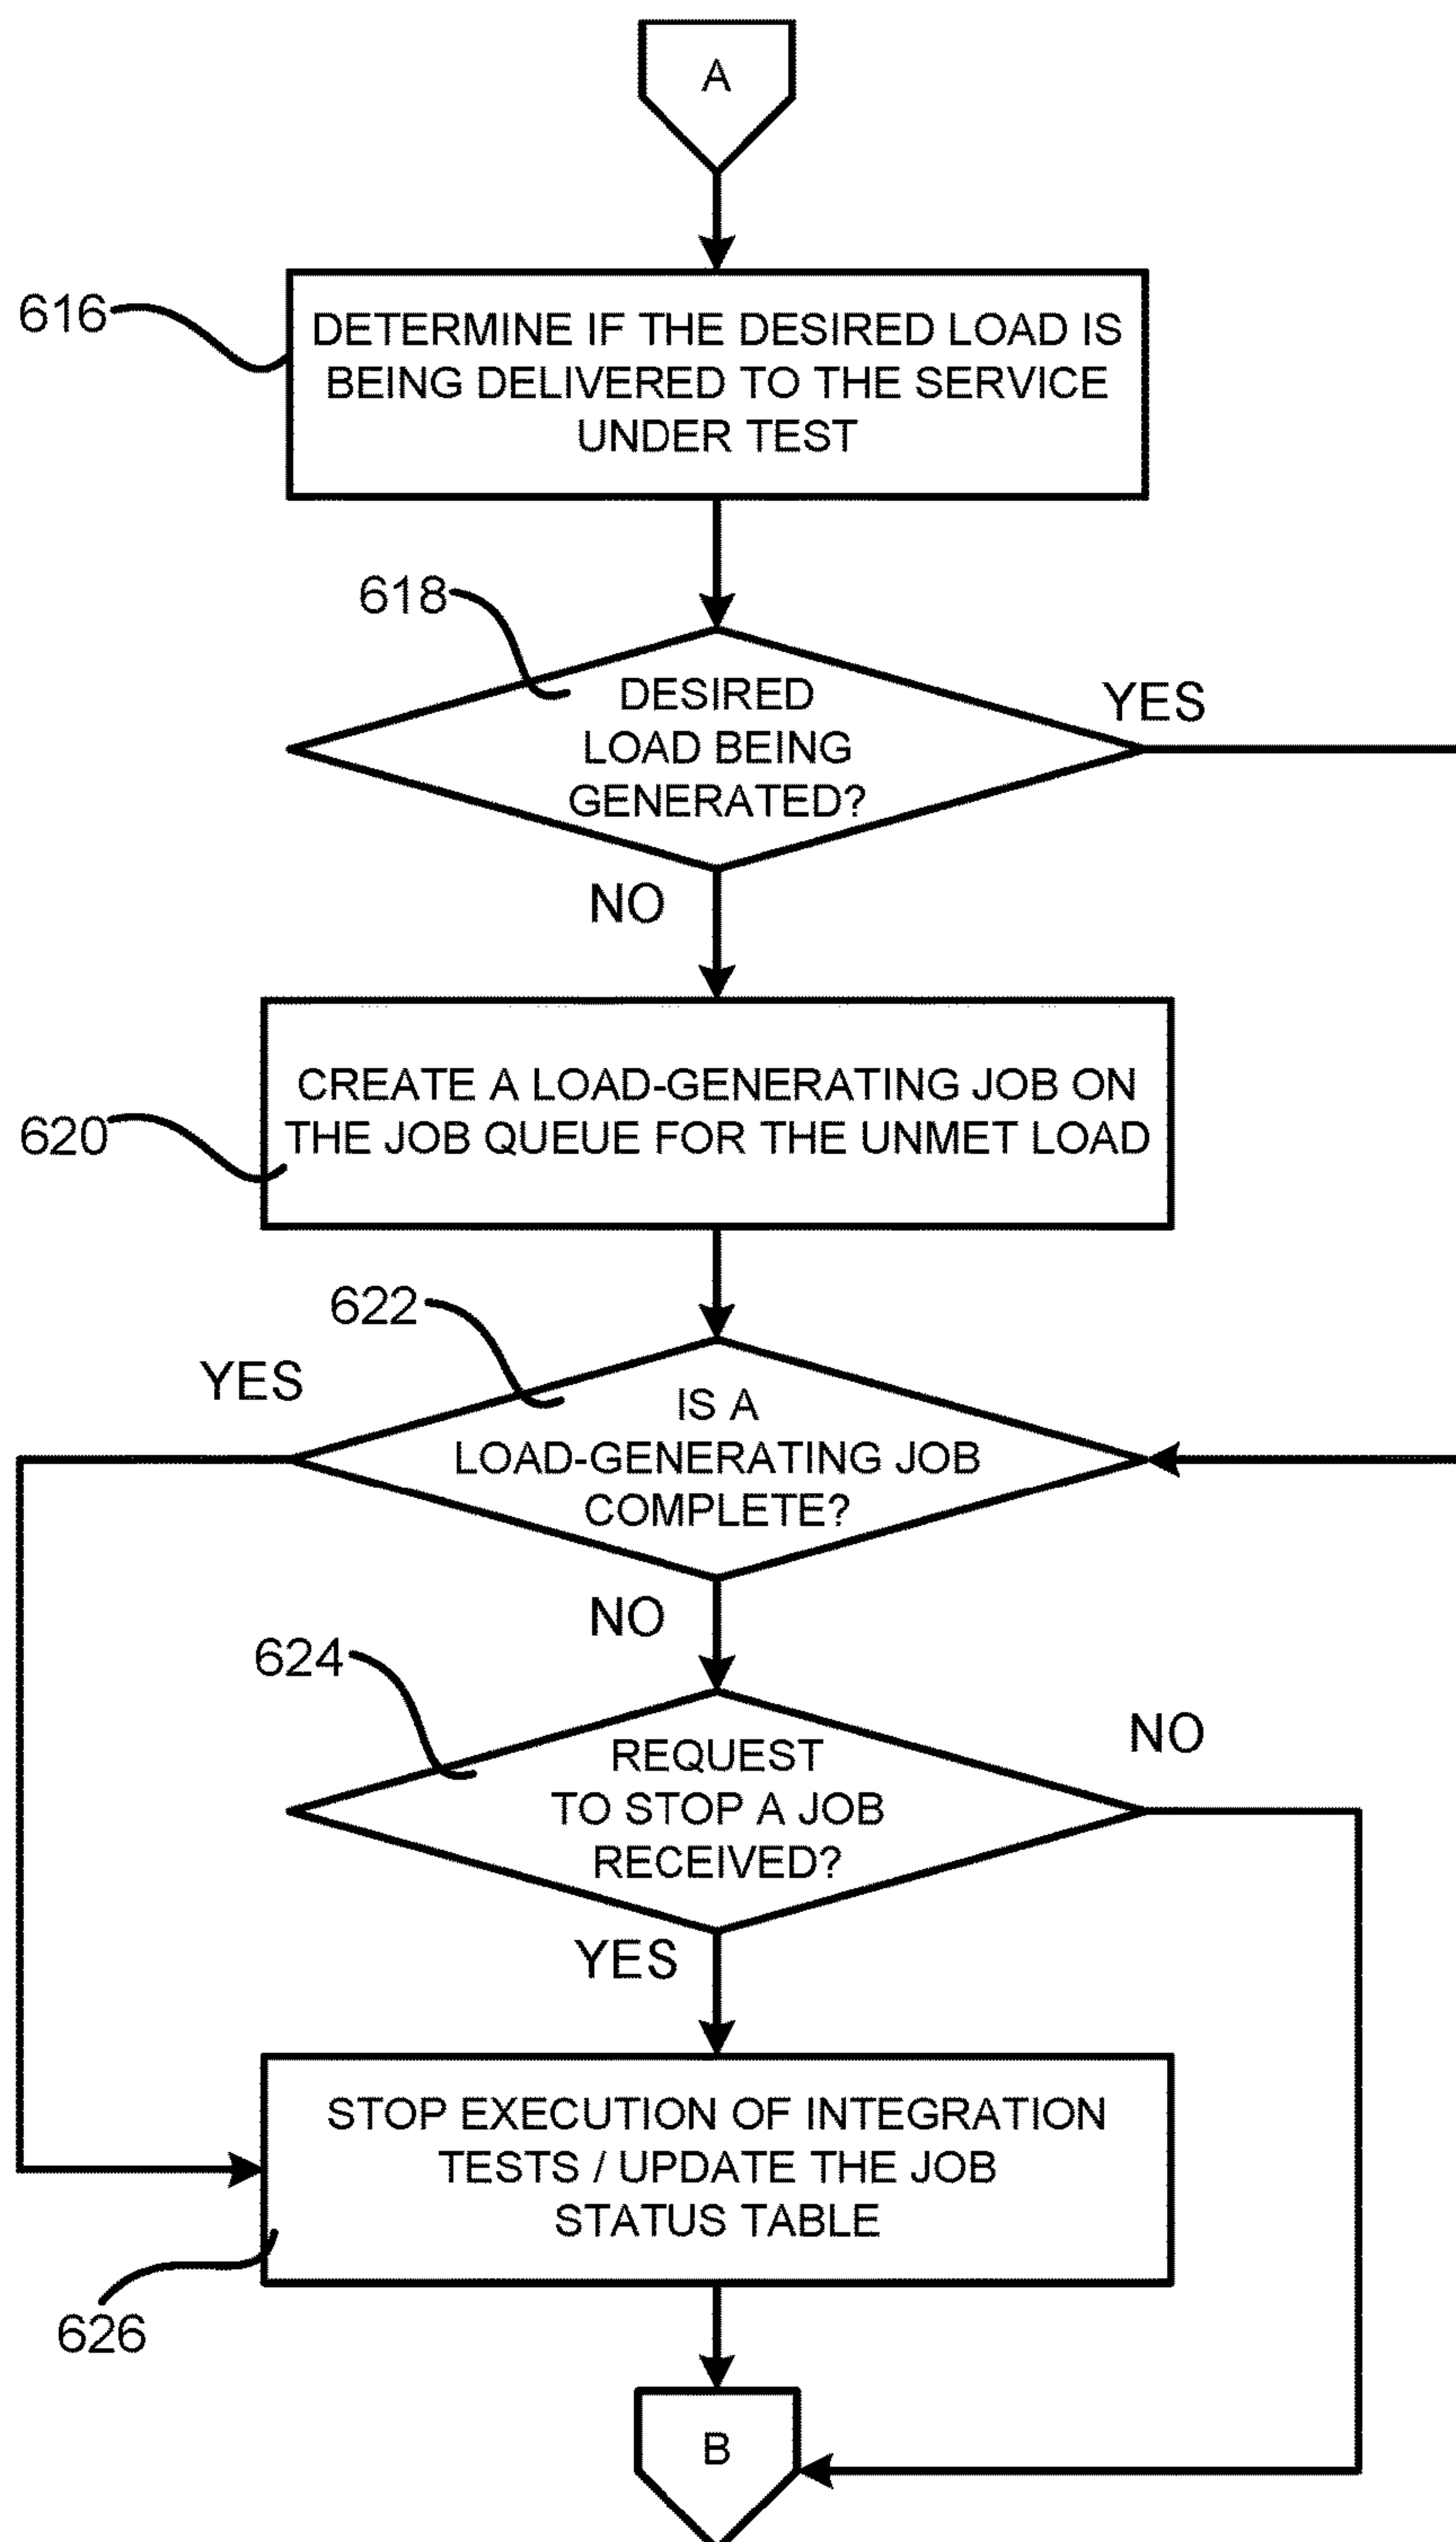 A
616
DETERMINE IF THE DESIRED LOAD IS
BEING DELIVERED TO THE SERVICE
UNDER TEST
618
DESIRED
LOAD BEING
GENERATED?
YES
NO
CREATE A LOAD-GENERATING JOB ON
THE JOB QUEUE FOR THE UNMET LOAD
620
622
YES
IS A
LOAD-GENERATING JOB
COMPLETE?
NO
624
REQUEST
TO STOP A JOB
RECEIVED?
NO
YES
STOP EXECUTION OF INTEGRATION
TESTS / UPDATE THE JOB
STATUS TABLE
626
B